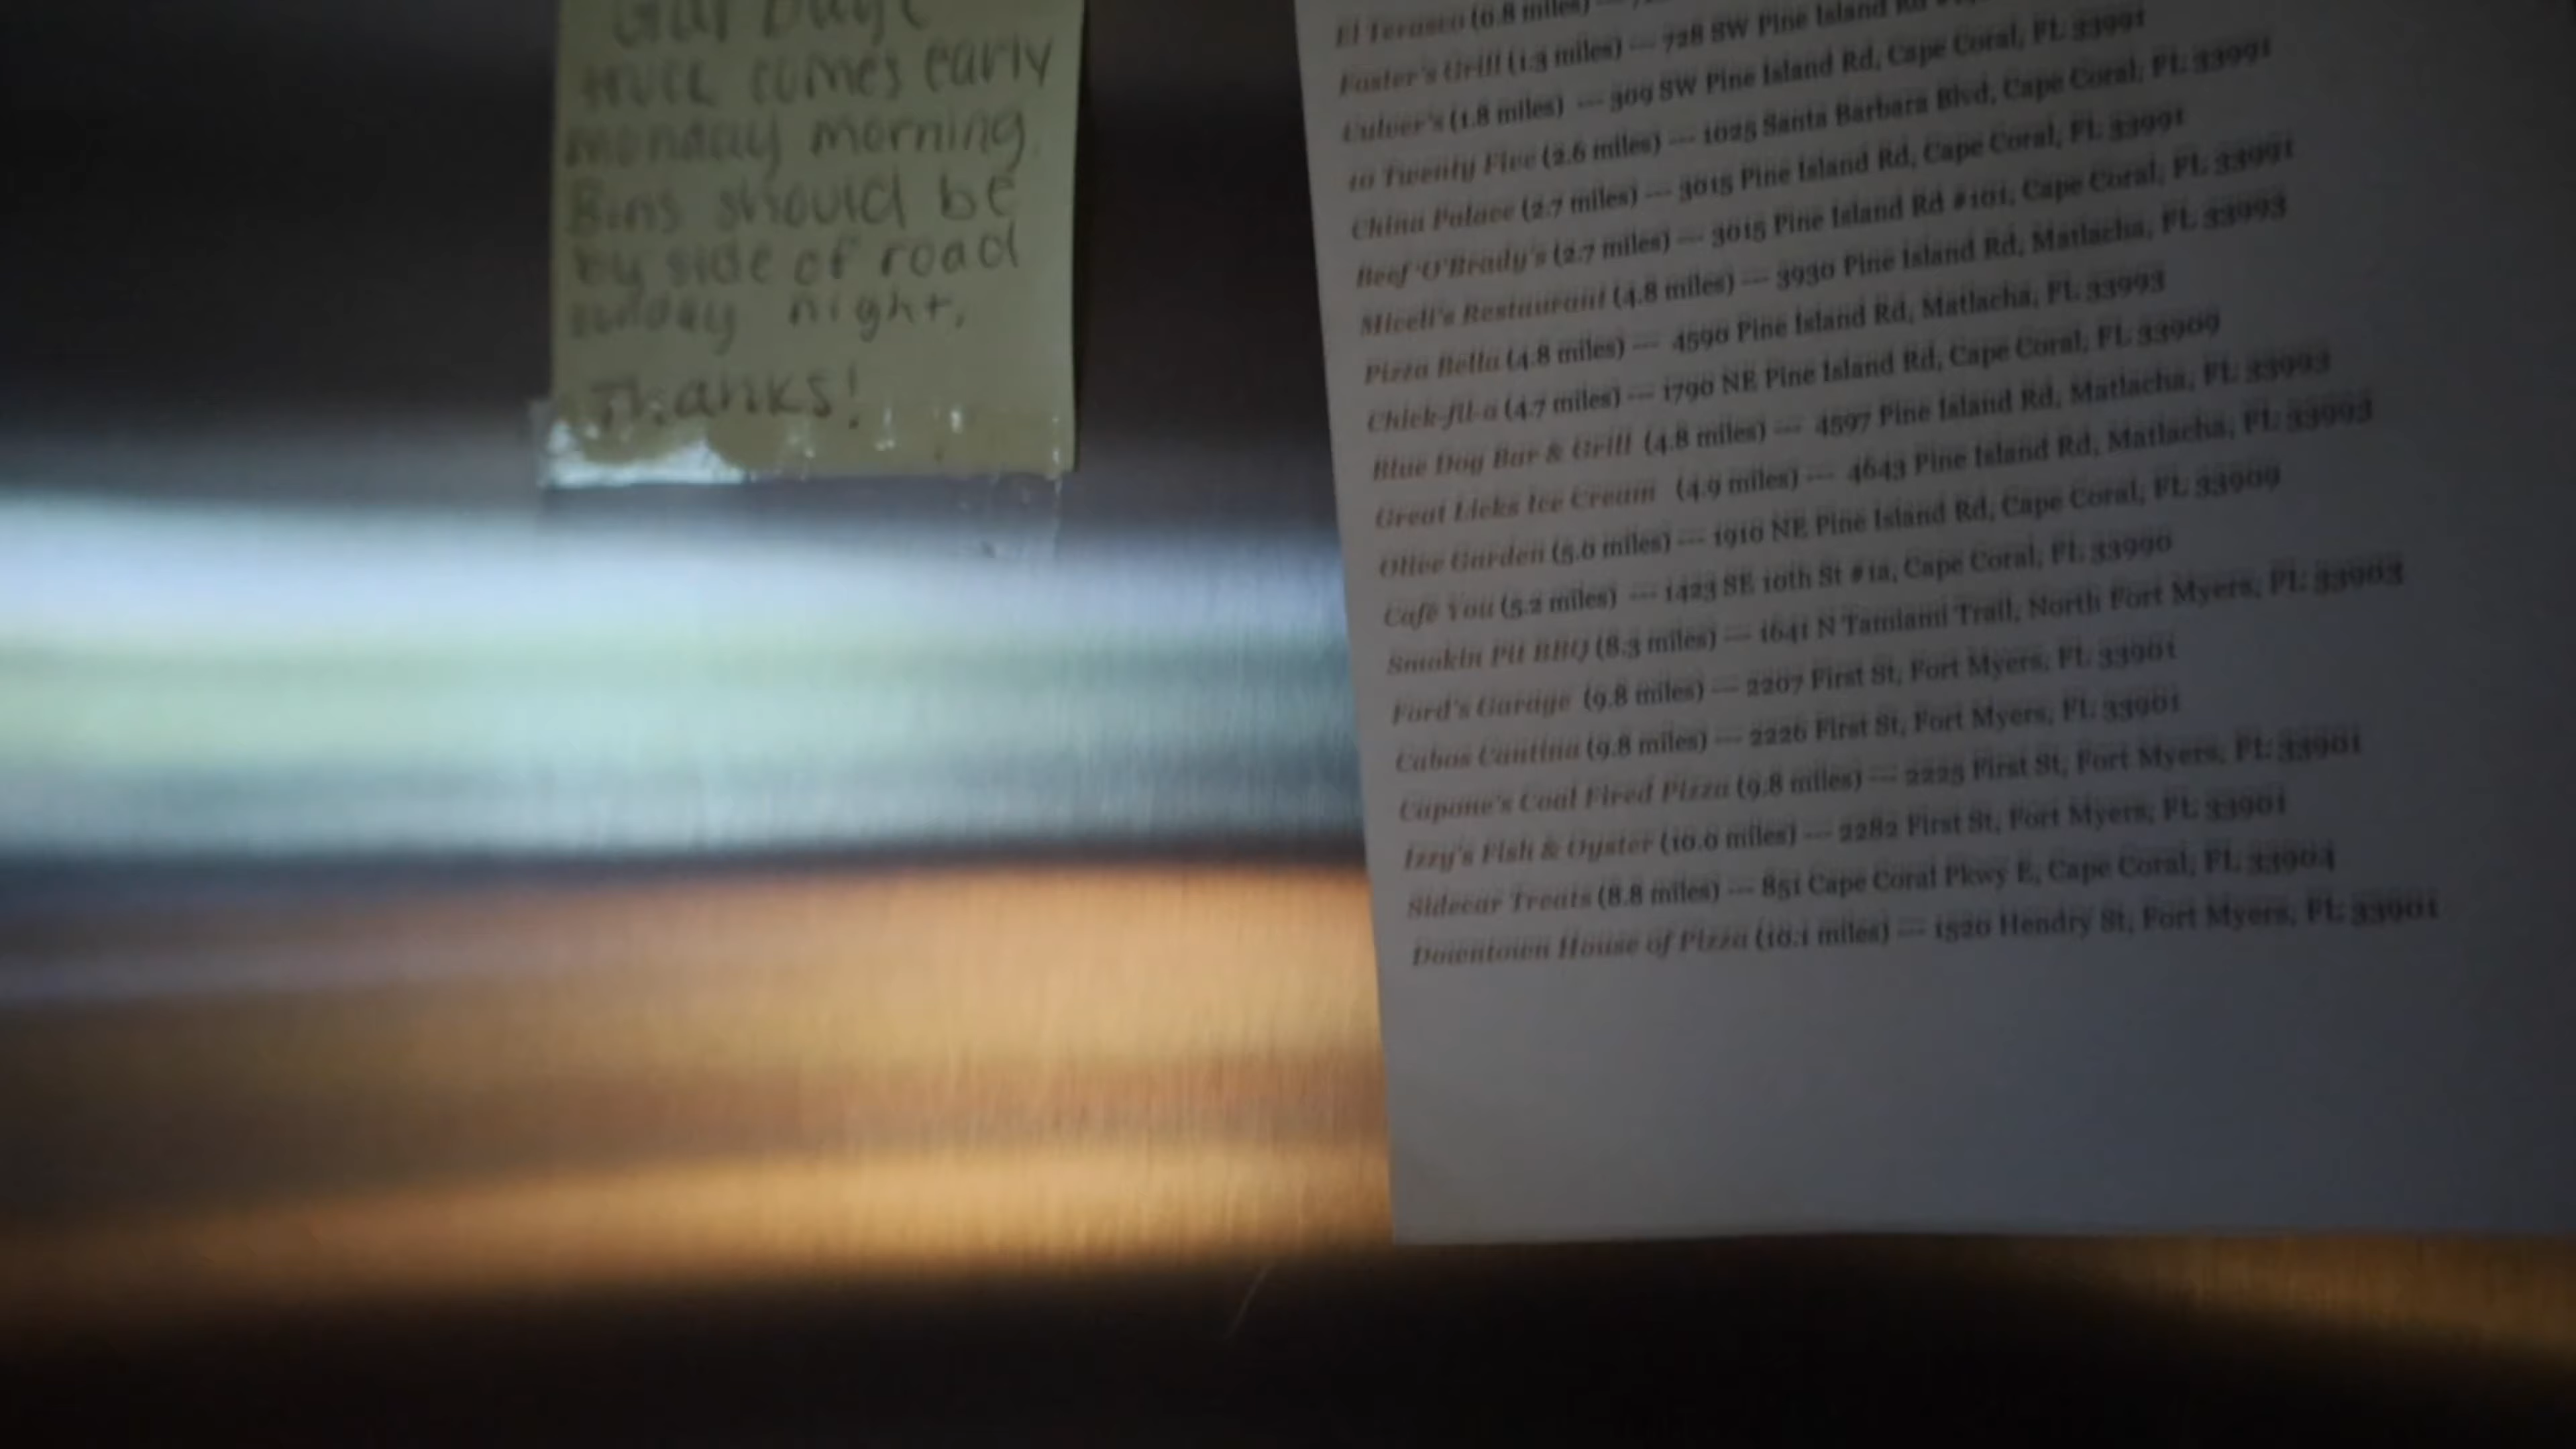 Garbage
truck comes early
monday morning.
Bins should be
by side of road
sunday night.
Thanks!
El Terasco (0.8 miles) —
Foster's Grill (1.3 miles) — 728 SW Pine Island Rd
Culver's (1.8 miles) — 309 SW Pine Island Rd, Cape Coral, FL 33991
10 Twenty Five (2.6 miles) — 1025 Santa Barbara Blvd, Cape Coral, FL 33991
China Palace (2.7 miles) — 3015 Pine Island Rd, Cape Coral, FL 33991
Beef 'O'Brady's (2.7 miles) — 3015 Pine Island Rd #101, Cape Coral, FL 33991
Miceli's Restaurant (4.8 miles) — 3930 Pine Island Rd, Matlacha, FL 33993
Pizza Bella (4.8 miles) — 4590 Pine Island Rd, Matlacha, FL 33993
Chick-fil-a (4.7 miles) — 1790 NE Pine Island Rd, Cape Coral, FL 33909
Blue Dog Bar & Grill (4.8 miles) — 4597 Pine Island Rd, Matlacha, FL 33993
Great Licks Ice Cream (4.9 miles) — 4643 Pine Island Rd, Matlacha, FL 33993
Olive Garden (5.0 miles) — 1910 NE Pine Island Rd, Cape Coral, FL 33909
Café You (5.2 miles) — 1423 SE 10th St #1a, Cape Coral, FL 33990
Smokin Pit BBQ (8.3 miles) — 1641 N Tamiami Trail, North Fort Myers, FL 33903
Ford's Garage (9.8 miles) — 2207 First St, Fort Myers, FL 33901
Cabos Cantina (9.8 miles) — 2226 First St, Fort Myers, FL 33901
Capone's Coal Fired Pizza (9.8 miles) — 2225 First St, Fort Myers, FL 33901
Izzy's Fish & Oyster (10.0 miles) — 2282 First St, Fort Myers, FL 33901
Sidecar Treats (8.8 miles) — 851 Cape Coral Pkwy E, Cape Coral, FL 33904
Downtown House of Pizza (10.1 miles) — 1520 Hendry St, Fort Myers, FL 33901